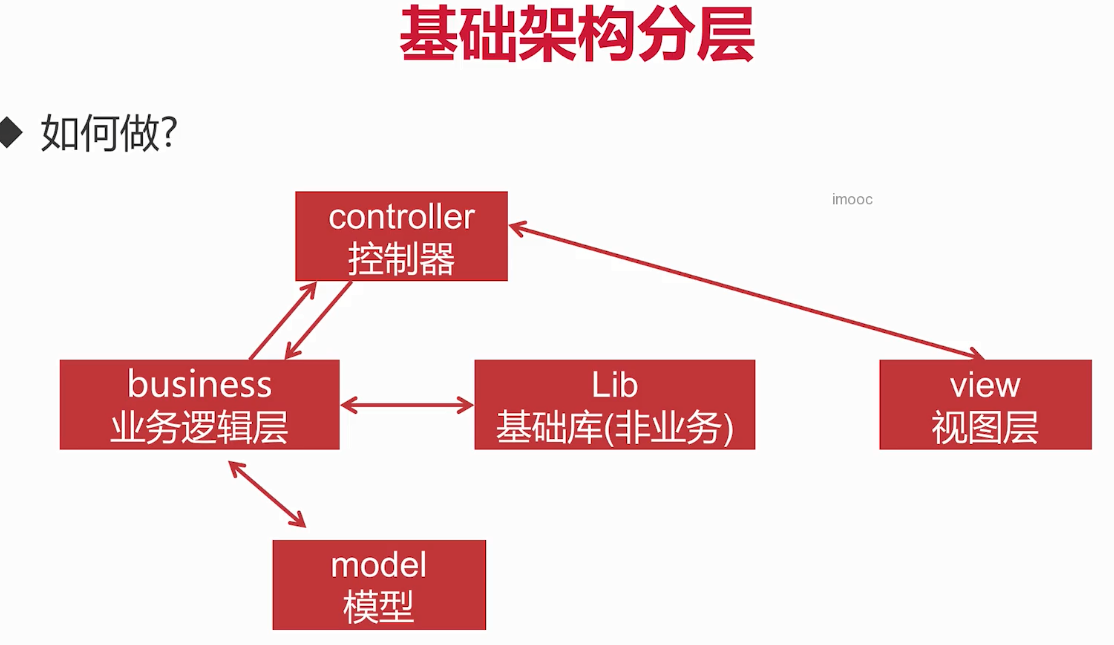 基础架构分层
如何做?
imooc
controller
控制器
business
业务逻辑层
Lib
基础库(非业务)
view
视图层
model
模型